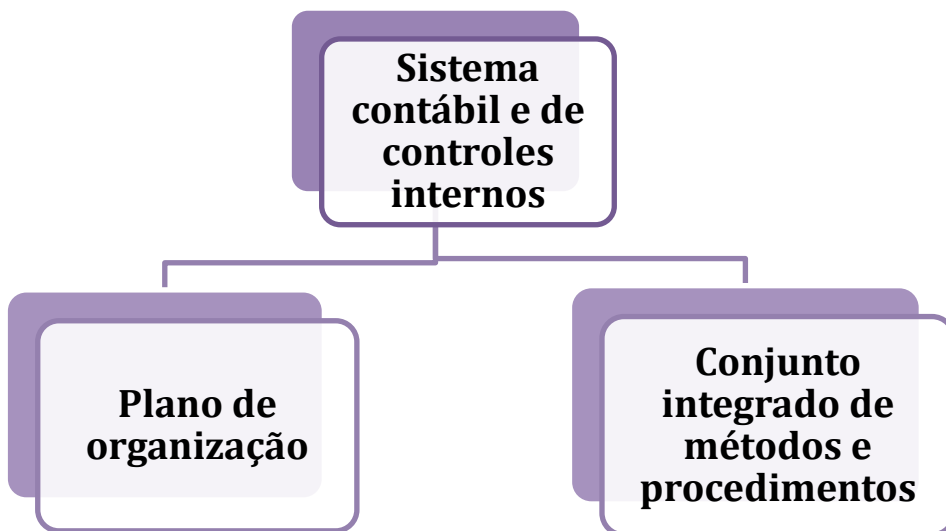 Sistema
contábil e de
controles
internos
Plano de
organização
Conjunto
integrado de
métodos e
procedimentos